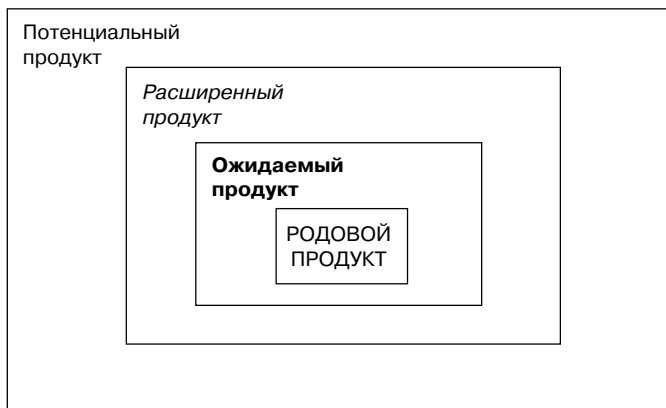 Потенциальный
продукт
Расширенный
продукт
Ожидаемый
продукт
РОДОВОЙ
ПРОДУКТ